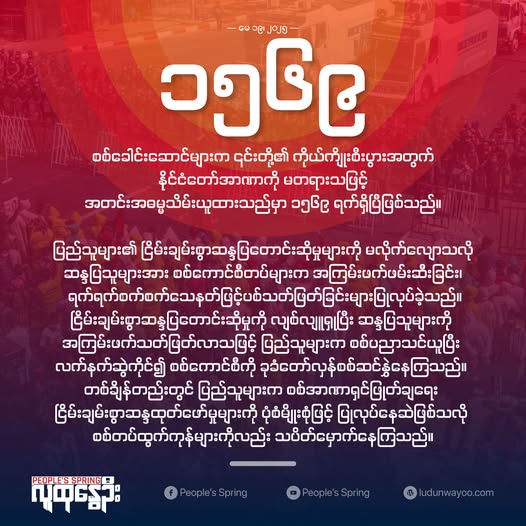 — မေ ၁၉၊ ၂၀၂၅ —
၁၅၆၉
စစ်ခေါင်းဆောင်များက ၎င်းတို့၏ ကိုယ်ကျိုးစီးပွားအတွက်
နိုင်ငံတော်အာဏာကို မတရားသဖြင့်
အတင်းအဓမ္မသိမ်းယူထားသည်မှာ ၁၅၆၉ ရက်ရှိပြီဖြစ်သည်။
ပြည်သူများ၏ ငြိမ်းချမ်းစွာဆန္ဒပြတောင်းဆိုမှုများကို မလိုက်လျောသလို
ဆန္ဒပြသူများအား စစ်ကောင်စီတပ်များက အကြမ်းဖက်ဖမ်းဆီးခြင်း၊
ရက်ရက်စက်စက်သေနတ်ဖြင့်ပစ်သတ်ဖြတ်ခြင်းများပြုလုပ်ခဲ့သည်။
ငြိမ်းချမ်းစွာဆန္ဒပြတောင်းဆိုမှုကို လျစ်လျူရှုပြီး ဆန္ဒပြသူများကို
အကြမ်းဖက်သတ်ဖြတ်လာသဖြင့် ပြည်သူများက စစ်ပညာသင်ယူပြီး
လက်နက်ဆွဲကိုင်၍ စစ်ကောင်စီကို ခုခံတော်လှန်စစ်ဆင်နွှဲနေကြသည်။
တစ်ချိန်တည်းတွင် ပြည်သူများက စစ်အာဏာရှင်ပြုတ်ချရေး
ငြိမ်းချမ်းစွာဆန္ဒထုတ်ဖော်မှုများကို ပုံစံမျိုးစုံဖြင့် ပြုလုပ်နေဆဲဖြစ်သလို
စစ်တပ်ထွက်ကုန်များကိုလည်း သပိတ်မှောက်နေကြသည်။
PEOPLE'S SPRING
လူထုနွေဦး
People's Spring
People's Spring
ludunwayoo.com